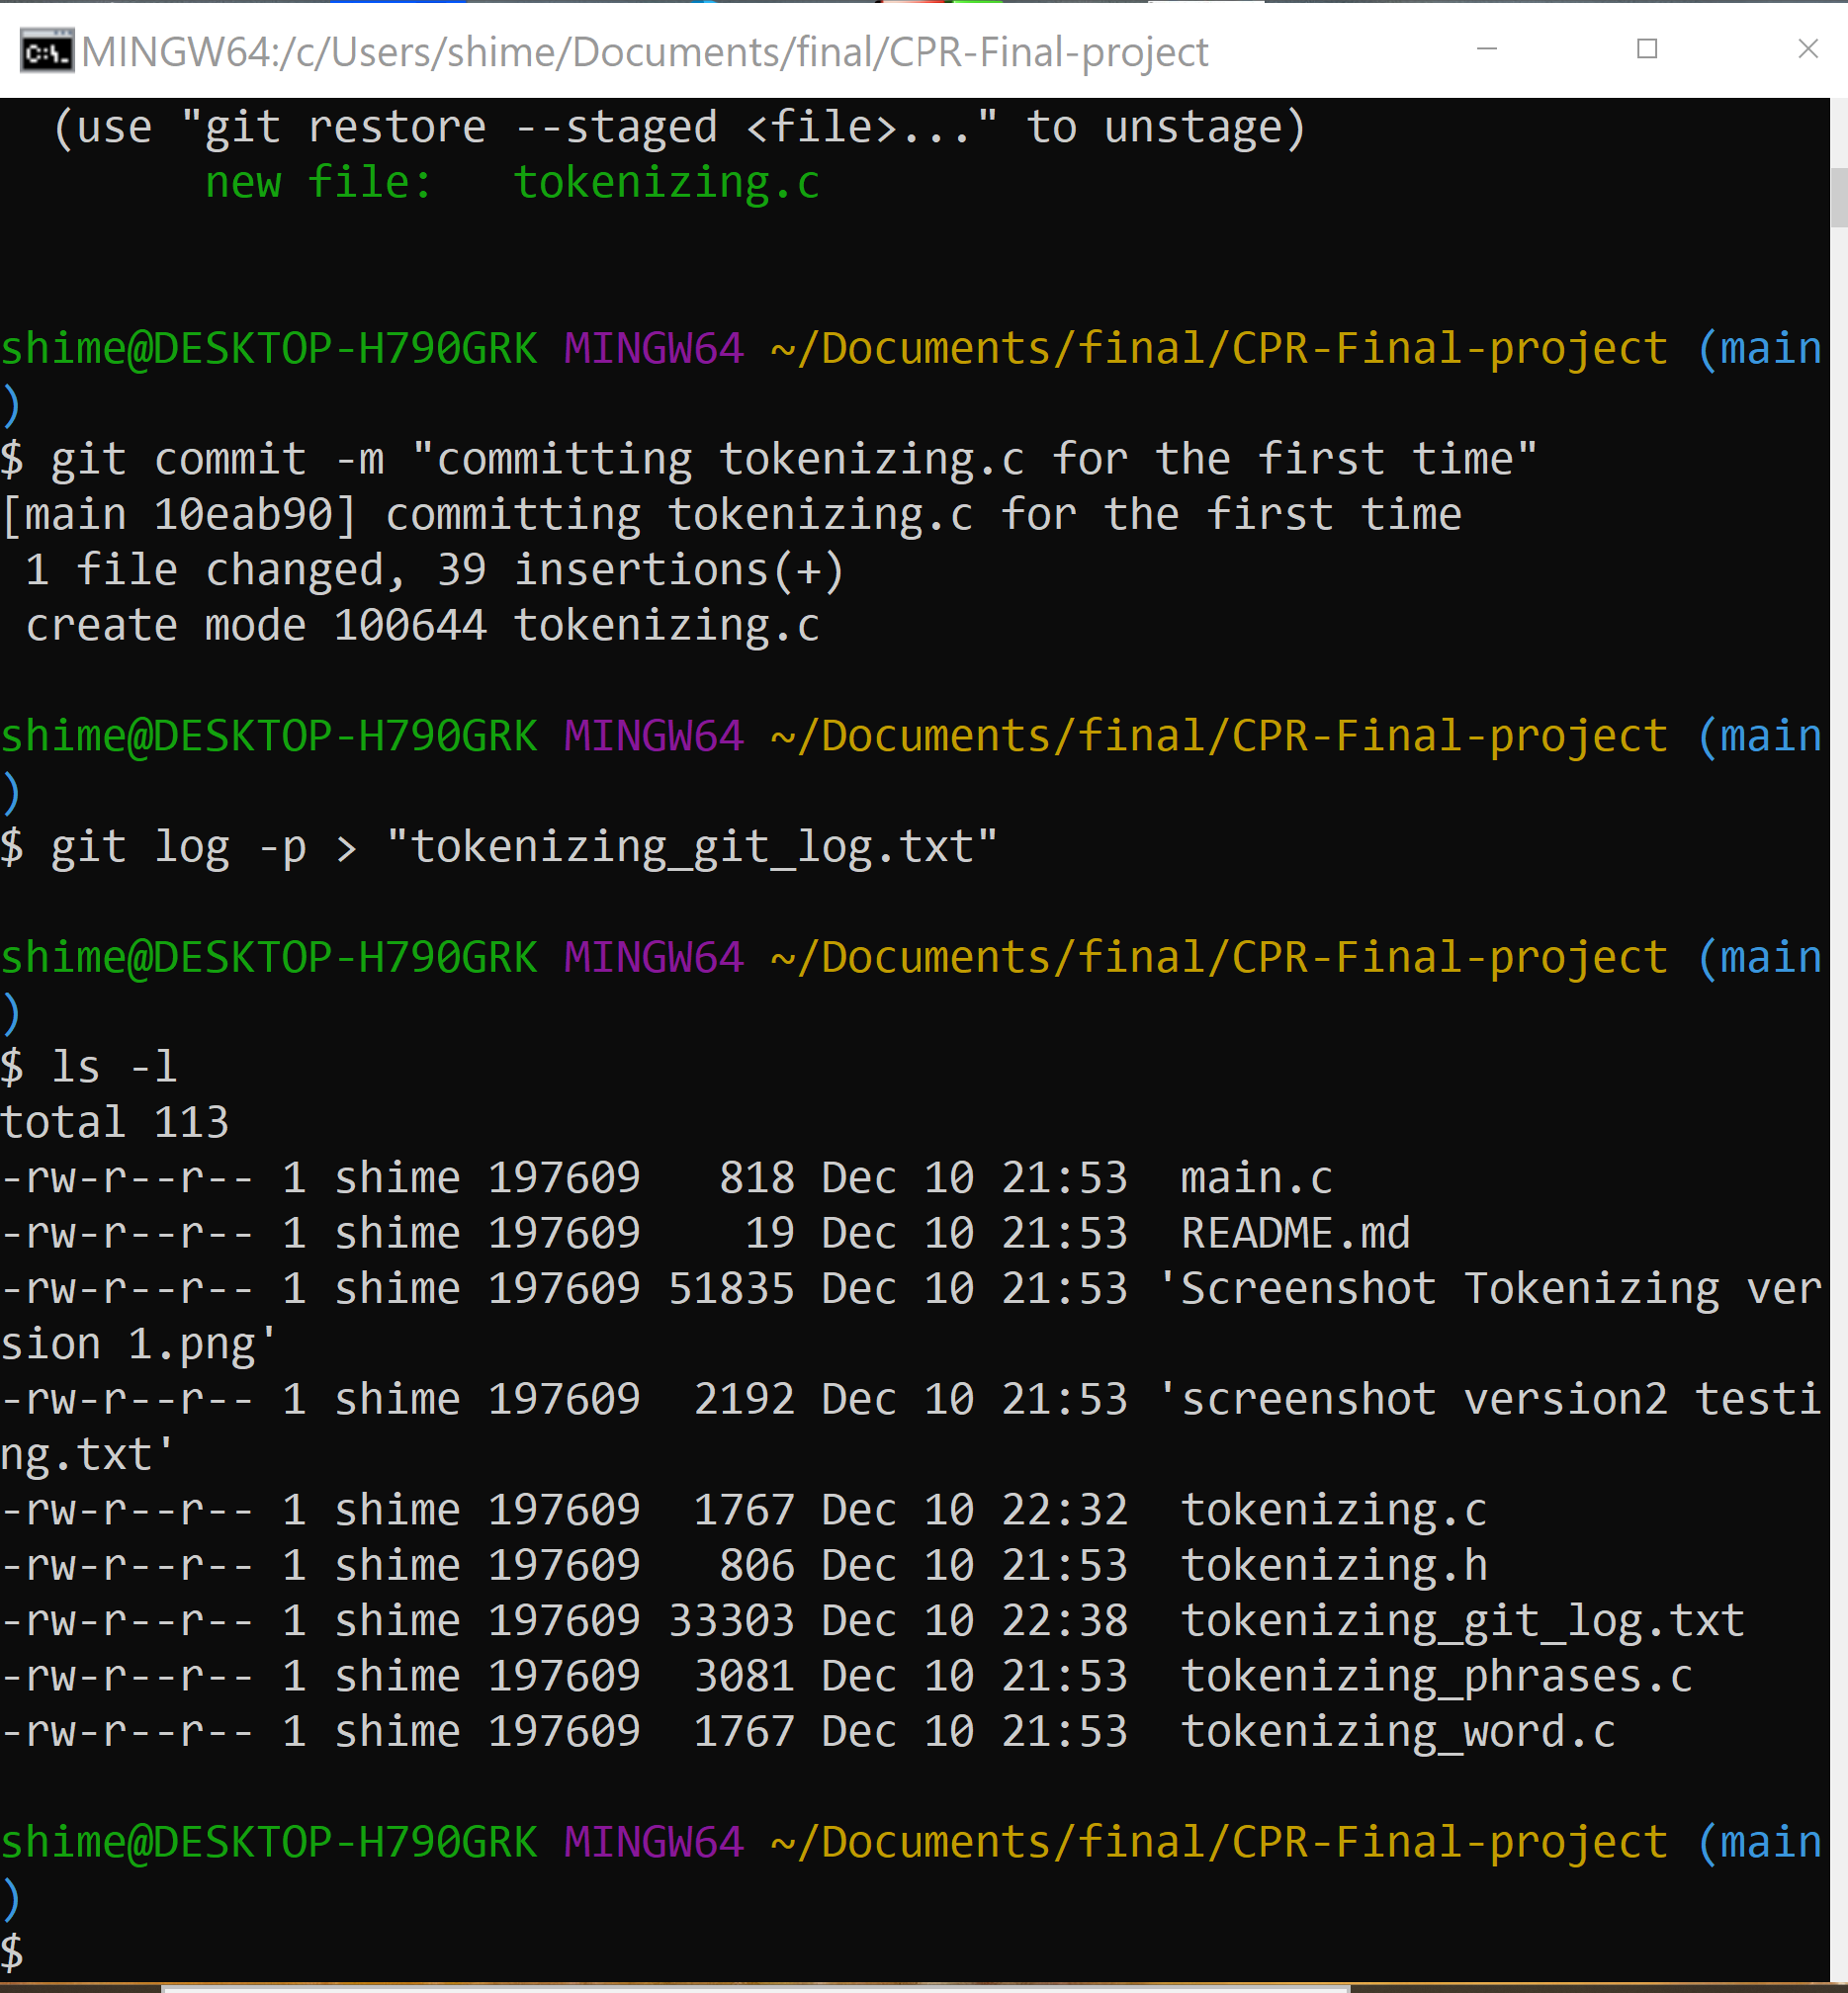 MINGW64:/c/Users/shime/Documents/final/CPR-Final-project
(use "git restore --staged <file>..." to unstage)
new file:   tokenizing.c
shime@DESKTOP-H790GRK MINGW64 ~/Documents/final/CPR-Final-project (main
)
$ git commit -m "committing tokenizing.c for the first time"
[main 10eab90] committing tokenizing.c for the first time
1 file changed, 39 insertions(+)
create mode 100644 tokenizing.c
shime@DESKTOP-H790GRK MINGW64 ~/Documents/final/CPR-Final-project (main
)
$ git log -p > "tokenizing_git_log.txt"
shime@DESKTOP-H790GRK MINGW64 ~/Documents/final/CPR-Final-project (main
)
$ ls -l
total 113
-rw-r--r-- 1 shime 197609   818 Dec 10 21:53  main.c
-rw-r--r-- 1 shime 197609    19 Dec 10 21:53  README.md
-rw-r--r-- 1 shime 197609 51835 Dec 10 21:53 'Screenshot Tokenizing ver
sion 1.png'
-rw-r--r-- 1 shime 197609  2192 Dec 10 21:53 'screenshot version2 testi
ng.txt'
-rw-r--r-- 1 shime 197609  1767 Dec 10 22:32  tokenizing.c
-rw-r--r-- 1 shime 197609   806 Dec 10 21:53  tokenizing.h
-rw-r--r-- 1 shime 197609 33303 Dec 10 22:38  tokenizing_git_log.txt
-rw-r--r-- 1 shime 197609  3081 Dec 10 21:53  tokenizing_phrases.c
-rw-r--r-- 1 shime 197609  1767 Dec 10 21:53  tokenizing_word.c
shime@DESKTOP-H790GRK MINGW64 ~/Documents/final/CPR-Final-project (main
)
$